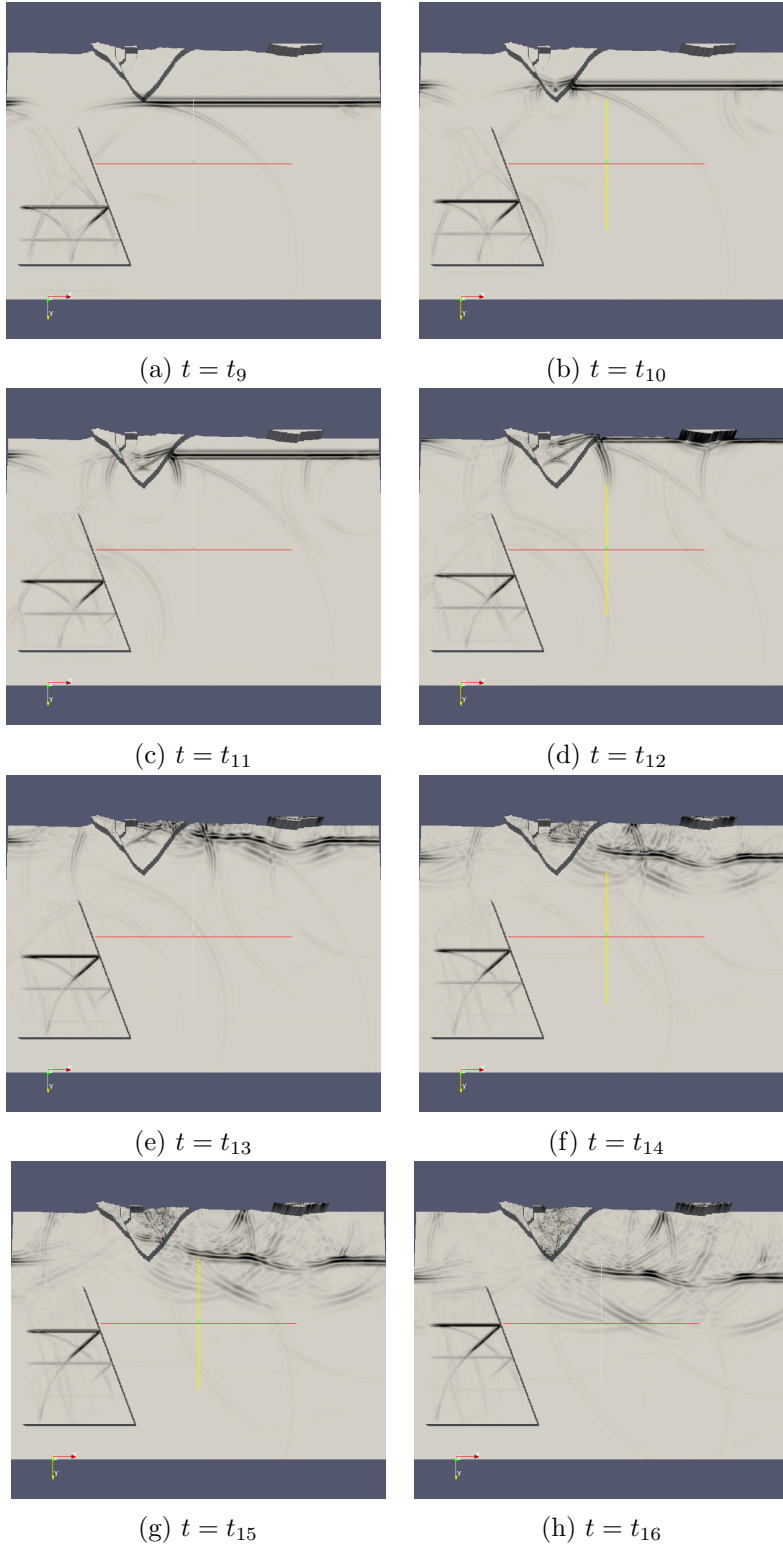 Y
Y
(a) t = t₉
(b) t = t₁₀
Y
Y
(c) t = t₁₁
(d) t = t₁₂
Y
Y
(e) t = t₁₃
(f) t = t₁₄
Y
Y
(g) t = t₁₅
(h) t = t₁₆